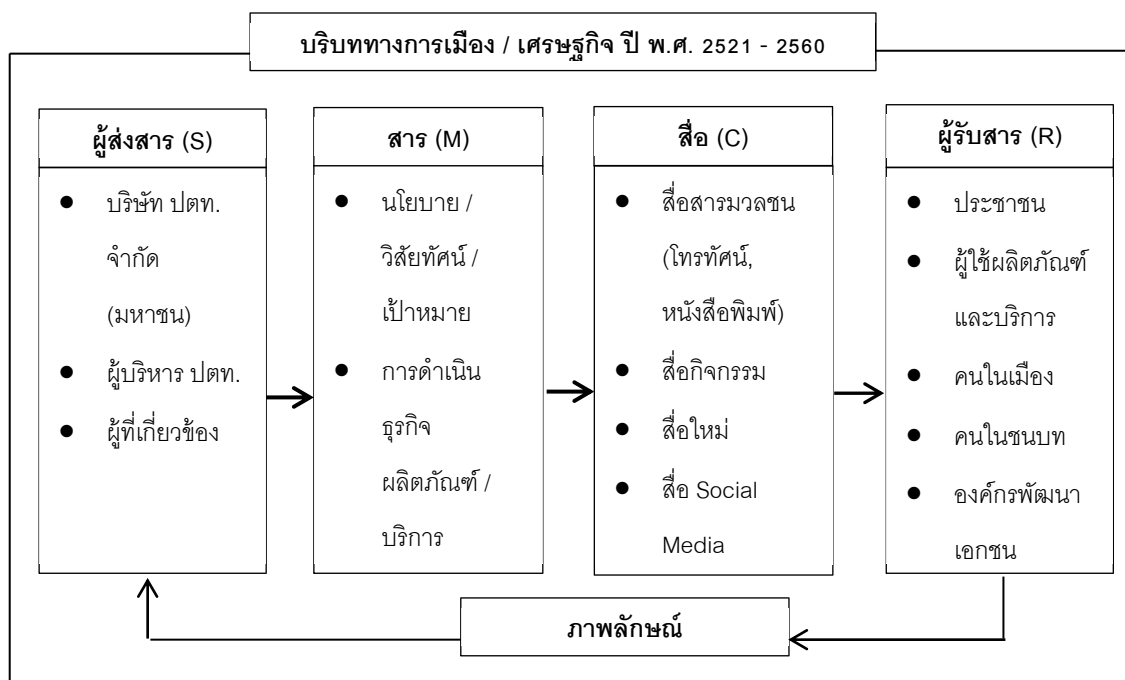 บริบททางการเมือง / เศรษฐกิจ ปี พ.ศ. 2521 - 2560
ผู้ส่งสาร (S)
● บริษัท ปตท.
จำกัด
(มหาชน)
● ผู้บริหาร ปตท.
● ผู้ที่เกี่ยวข้อง
สาร (M)
● นโยบาย /
วิสัยทัศน์ /
เป้าหมาย
● การดำเนิน
ธุรกิจ
ผลิตภัณฑ์ /
บริการ
สื่อ (C)
● สื่อสารมวลชน
(โทรทัศน์,
หนังสือพิมพ์)
● สื่อกิจกรรม
● สื่อใหม่
● สื่อ Social
Media
ผู้รับสาร (R)
● ประชาชน
● ผู้ใช้ผลิตภัณฑ์
และบริการ
● คนในเมือง
● คนในชนบท
● องค์กรพัฒนา
เอกชน
ภาพลักษณ์